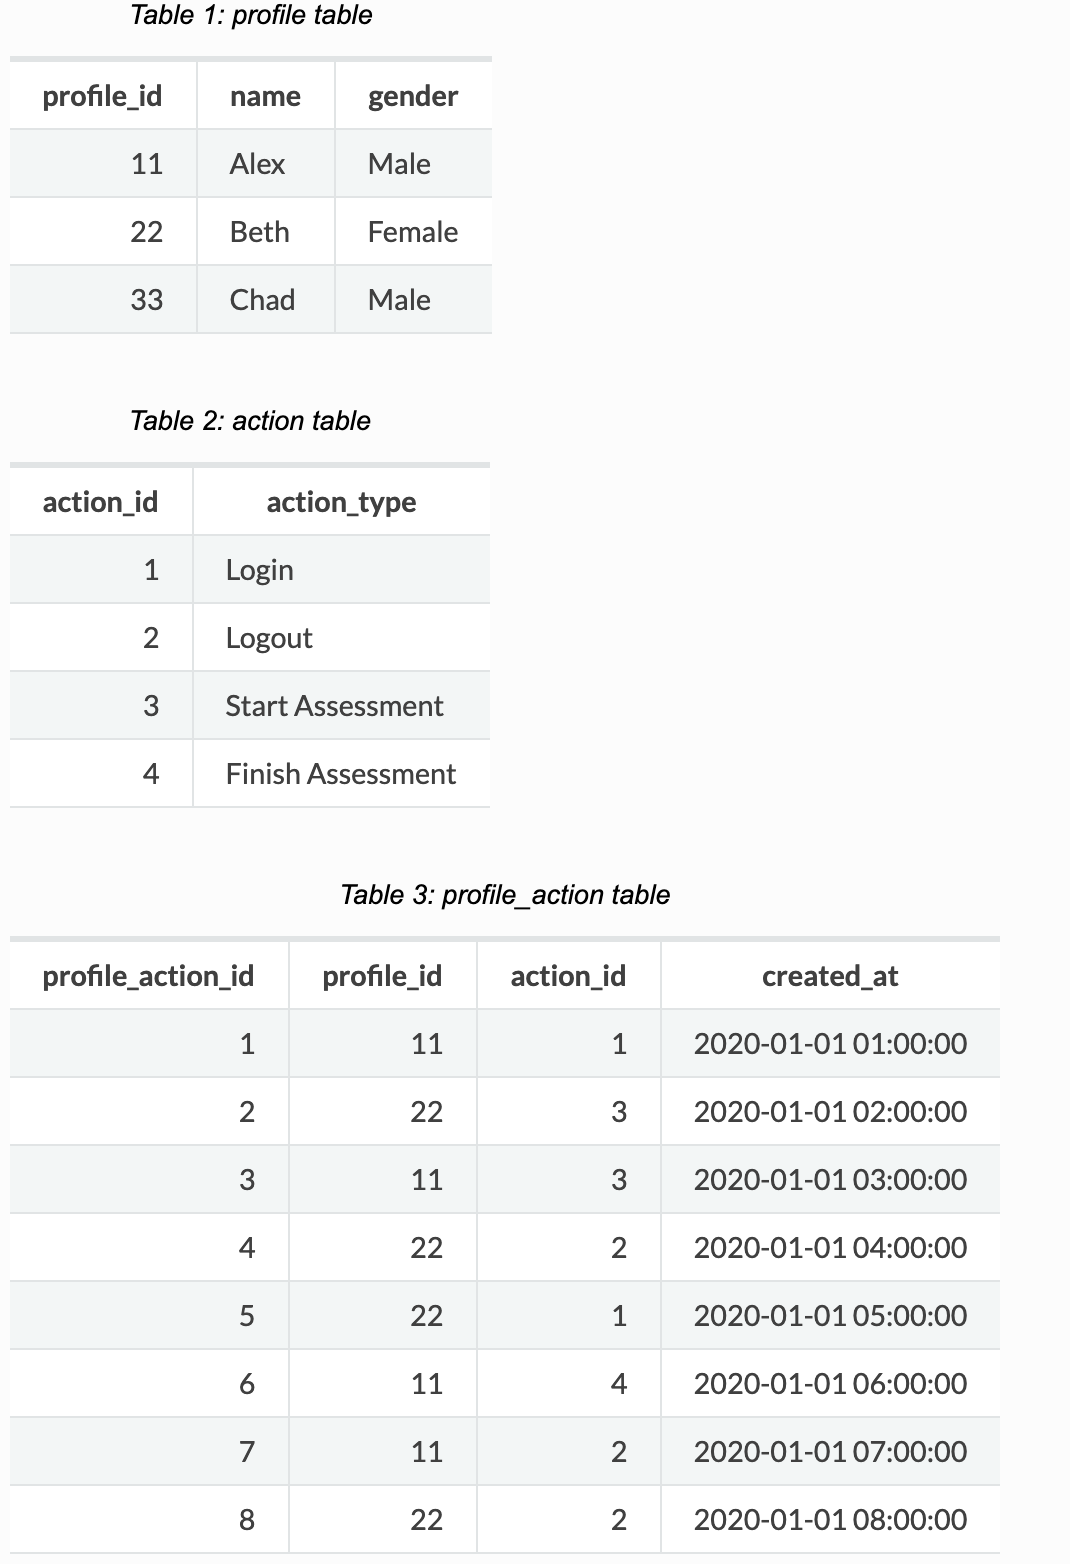 Table 1: profile table
profile_id name gender
11 Alex Male
22 Beth Female
33 Chad Male
Table 2: action table
action_id action_type
1 Login
2 Logout
3 Start Assessment
4 Finish Assessment
Table 3: profile_action table
profile_action_id profile_id action_id created_at
1 11 1 2020-01-01 01:00:00
2 22 3 2020-01-01 02:00:00
3 11 3 2020-01-01 03:00:00
4 22 2 2020-01-01 04:00:00
5 22 1 2020-01-01 05:00:00
6 11 4 2020-01-01 06:00:00
7 11 2 2020-01-01 07:00:00
8 22 2 2020-01-01 08:00:00